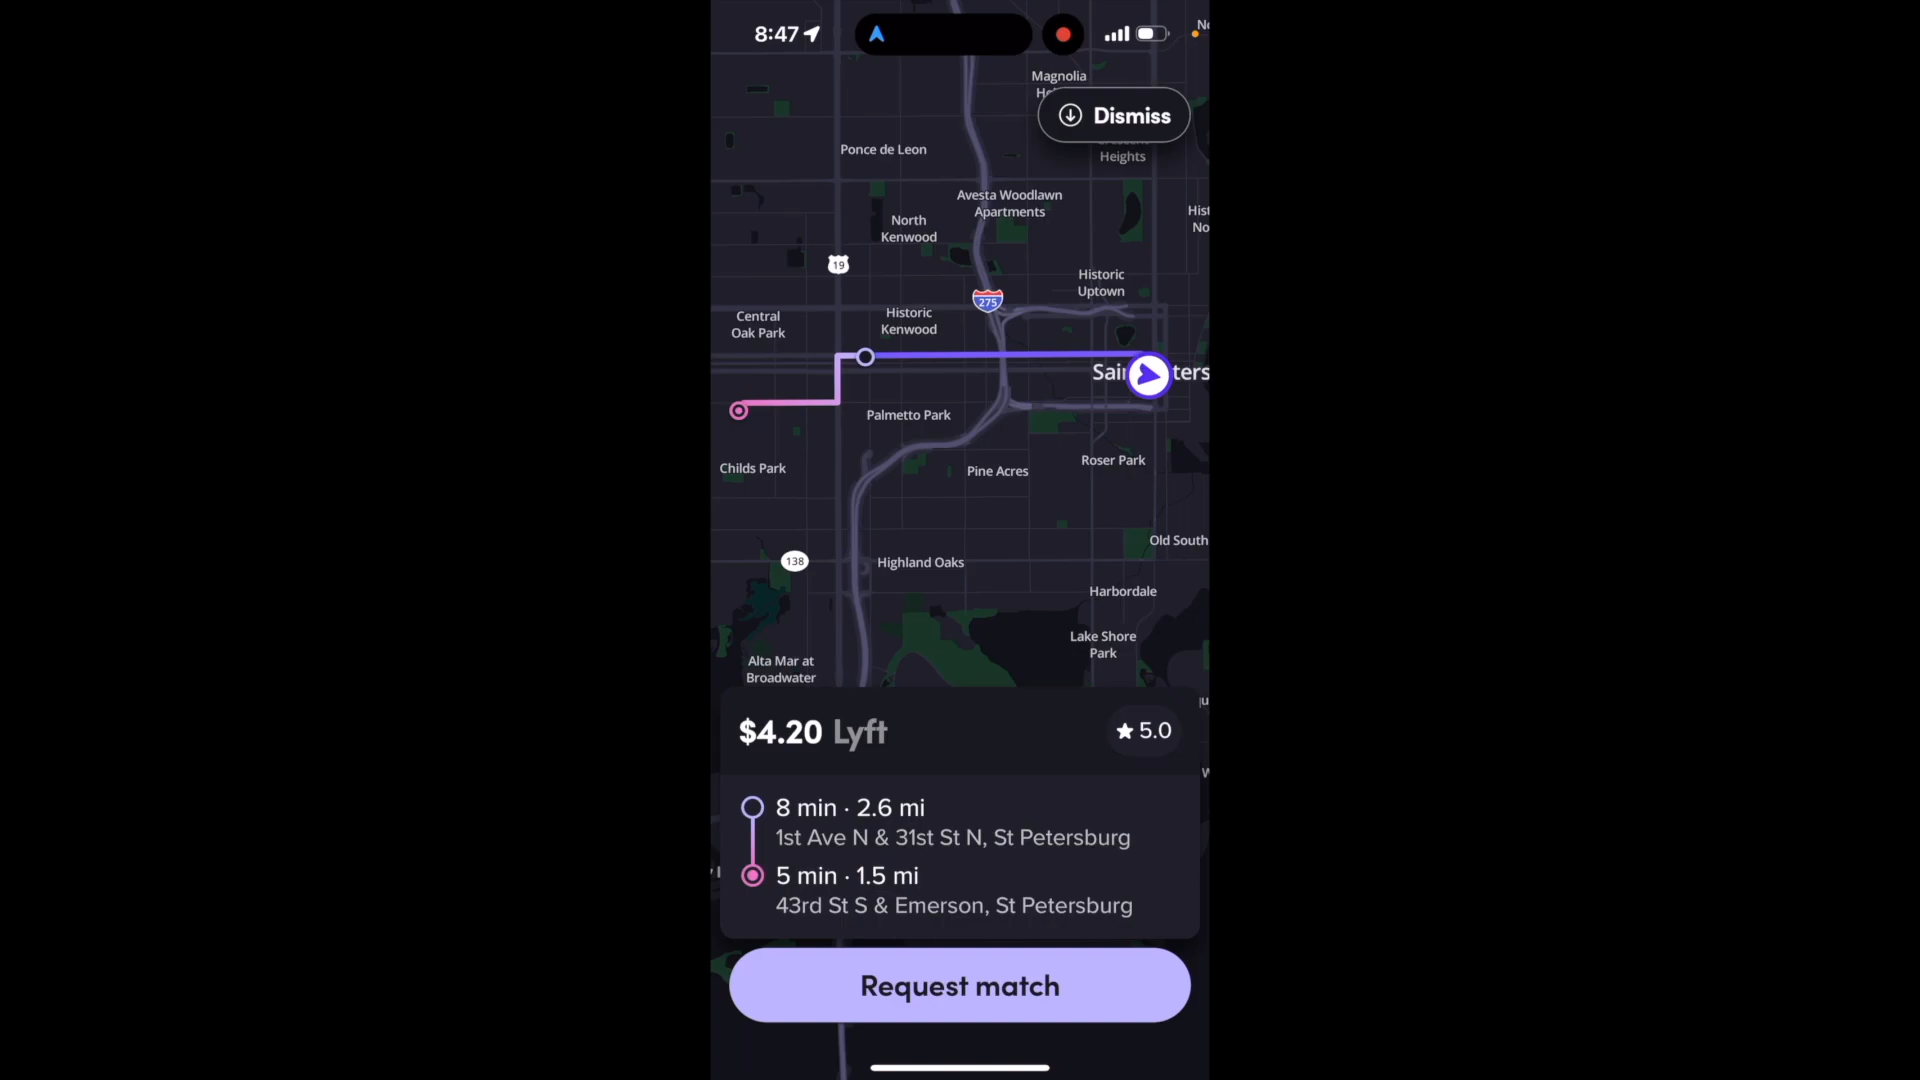 8:47
Magnolia
Dismiss
Heights
Ponce de Leon
Avesta Woodlawn
Apartments
North
Kenwood
19
Historic
Uptown
275
Central
Oak Park
Historic
Kenwood
Palmetto Park
Childs Park
Pine Acres
Roser Park
Old South
138
Highland Oaks
Harbordale
Lake Shore
Park
Alta Mar at
Broadwater
$4.20 Lyft
5.0
8 min · 2.6 mi
1st Ave N & 31st St N, St Petersburg
5 min · 1.5 mi
43rd St S & Emerson, St Petersburg
Request match